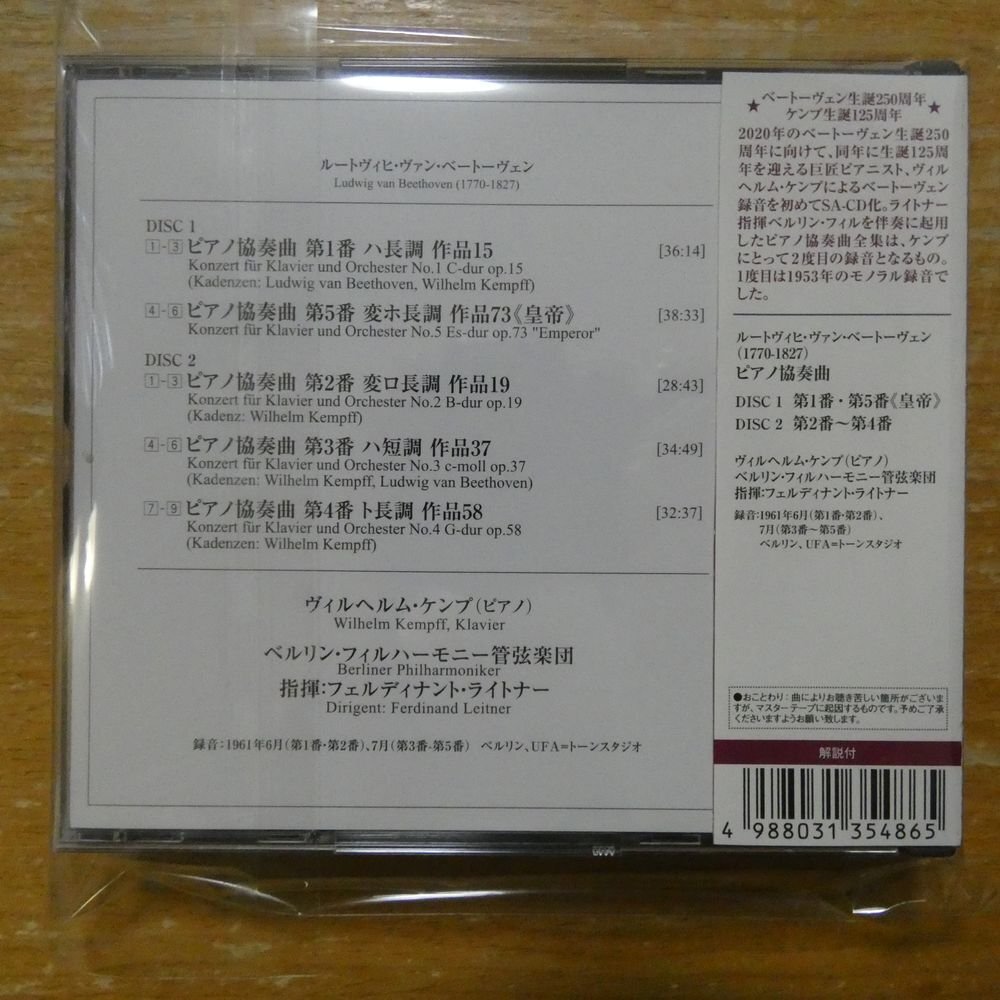 ルートヴィヒ・ヴァン・ベートーヴェン
Ludwig van Beethoven (1770-1827)
DISC 1
1-3 ピアノ協奏曲 第1番 ハ長調 作品15 [36:14]
Konzert für Klavier und Orchester No.1 C-dur op.15
(Kadenzen: Ludwig van Beethoven, Wilhelm Kempff)
4-6 ピアノ協奏曲 第5番 変ホ長調 作品73《皇帝》 [38:33]
Konzert für Klavier und Orchester No.5 Es-dur op.73 "Emperor"
DISC 2
1-3 ピアノ協奏曲 第2番 変ロ長調 作品19 [28:43]
Konzert für Klavier und Orchester No.2 B-dur op.19
(Kadenz: Wilhelm Kempff)
4-6 ピアノ協奏曲 第3番 ハ短調 作品37 [34:49]
Konzert für Klavier und Orchester No.3 c-moll op.37
(Kadenzen: Wilhelm Kempff, Ludwig van Beethoven)
7-9 ピアノ協奏曲 第4番 ト長調 作品58 [32:37]
Konzert für Klavier und Orchester No.4 G-dur op.58
(Kadenzen: Wilhelm Kempff)
ヴィルヘルム・ケンプ(ピアノ)
Wilhelm Kempff, Klavier
ベルリン・フィルハーモニー管弦楽団
Berliner Philharmoniker
指揮:フェルディナント・ライトナー
Dirigent: Ferdinand Leitner
録音:1961年6月(第1番・第2番)、7月(第3番-第5番) ベルリン、UFA=トーンスタジオ
★ベートーヴェン生誕250周年★
ケンプ生誕125周年
2020年のベートーヴェン生誕250
周年に向けて、同年に生誕125周
年を迎える巨匠ピアニスト、ヴィル
ヘルム・ケンプによるベートーヴェン
録音を初めてSA-CD化。ライトナー
指揮ベルリン・フィルを伴奏に起用
したピアノ協奏曲全集は、ケンプ
にとって2度目の録音となるもの。
1度目は1953年のモノラル録音で
した。
ルートヴィヒ・ヴァン・ベートーヴェン
(1770-1827)
ピアノ協奏曲
DISC 1 第1番・第5番《皇帝》
DISC 2 第2番〜第4番
ヴィルヘルム・ケンプ(ピアノ)
ベルリン・フィルハーモニー管弦楽団
指揮:フェルディナント・ライトナー
録音:1961年6月(第1番・第2番)、
7月(第3番〜第5番)
ベルリン、UFA=トーンスタジオ
●おことわり:曲によりお聴き苦しい箇所がございま
すが、マスターテープに起因するものです。予めご了承
くださいますようお願い致します。
解説付
4 988031 354865